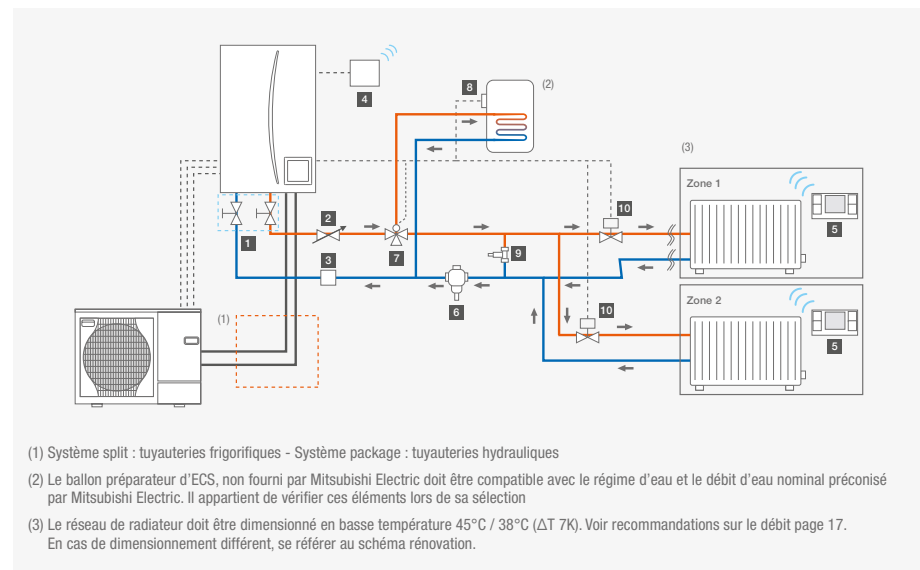 8
(2)
4
(3)
Zone 1
10
2
5
1
7
9
3
Zone 2
6
10
(1)
5
(1) Système split : tuyauteries frigorifiques - Système package : tuyauteries hydrauliques
(2) Le ballon préparateur d'ECS, non fourni par Mitsubishi Electric doit être compatible avec le régime d'eau et le débit d'eau nominal préconisé
par Mitsubishi Electric. Il appartient de vérifier ces éléments lors de sa sélection
(3) Le réseau de radiateur doit être dimensionné en basse température 45°C / 38°C (ΔT 7K). Voir recommandations sur le débit page 17.
En cas de dimensionnement différent, se référer au schéma rénovation.